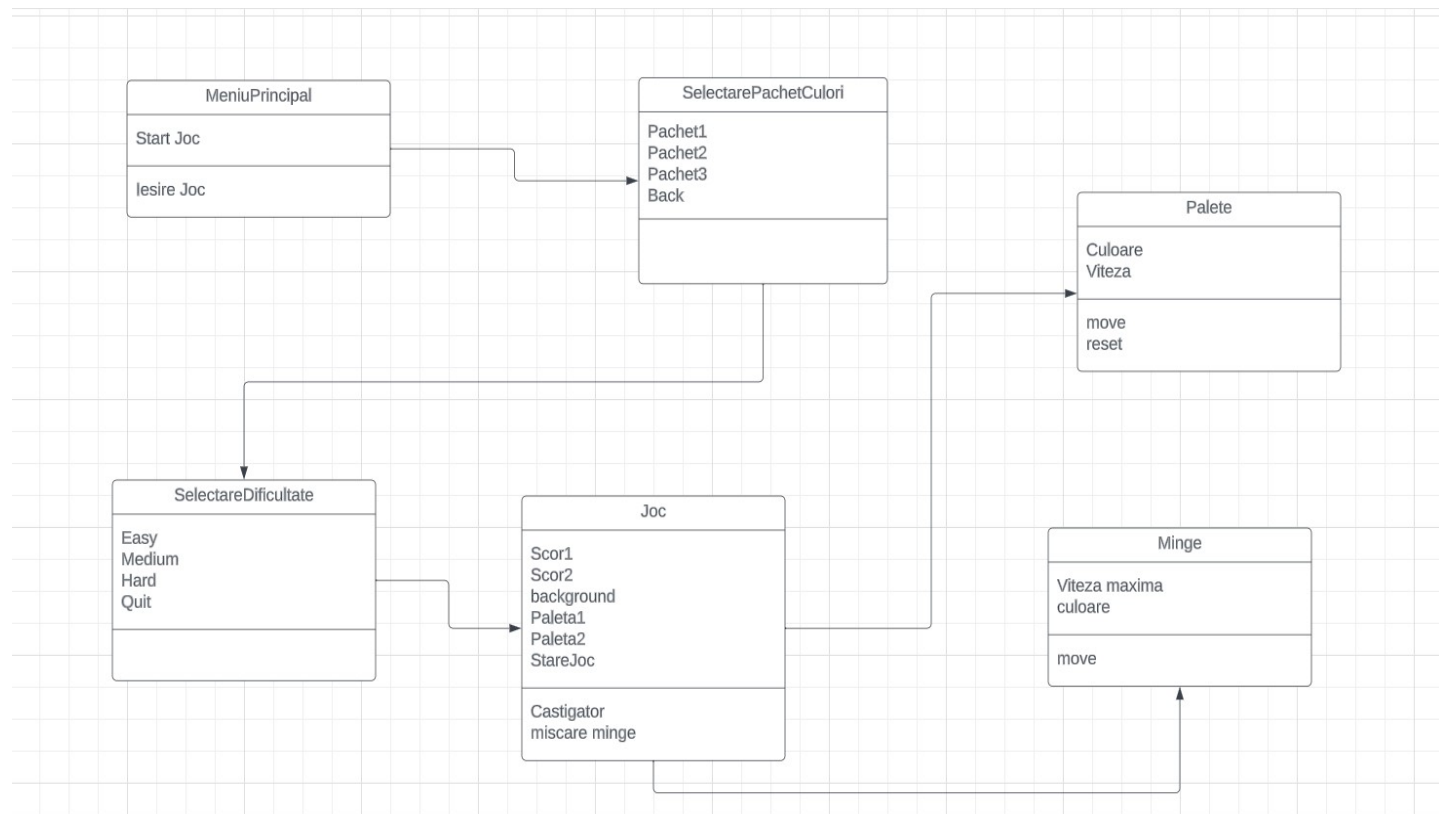 MeniuPrincipal
Start Joc
Iesire Joc
SelectarePachetCulori
Pachet1
Pachet2
Pachet3
Back
Palete
Culoare
Viteza
move
reset
SelectareDificultate
Easy
Medium
Hard
Quit
Joc
Scor1
Scor2
background
Paleta1
Paleta2
StareJoc
Castigator
miscare minge
Minge
Viteza maxima
culoare
move